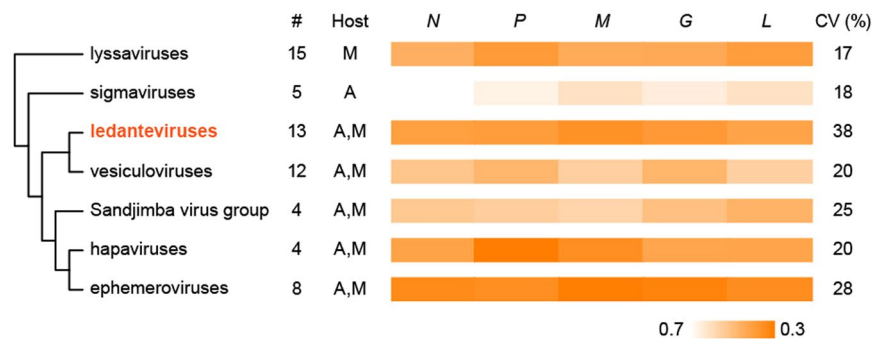 # Host N P M G L CV (%)
lyssaviruses 15 M 17
sigmaviruses 5 A 18
ledanteviruses 13 A,M 38
vesiculoviruses 12 A,M 20
Sandjimba virus group 4 A,M 25
hapaviruses 4 A,M 20
ephemeroviruses 8 A,M 28
0.7 0.3